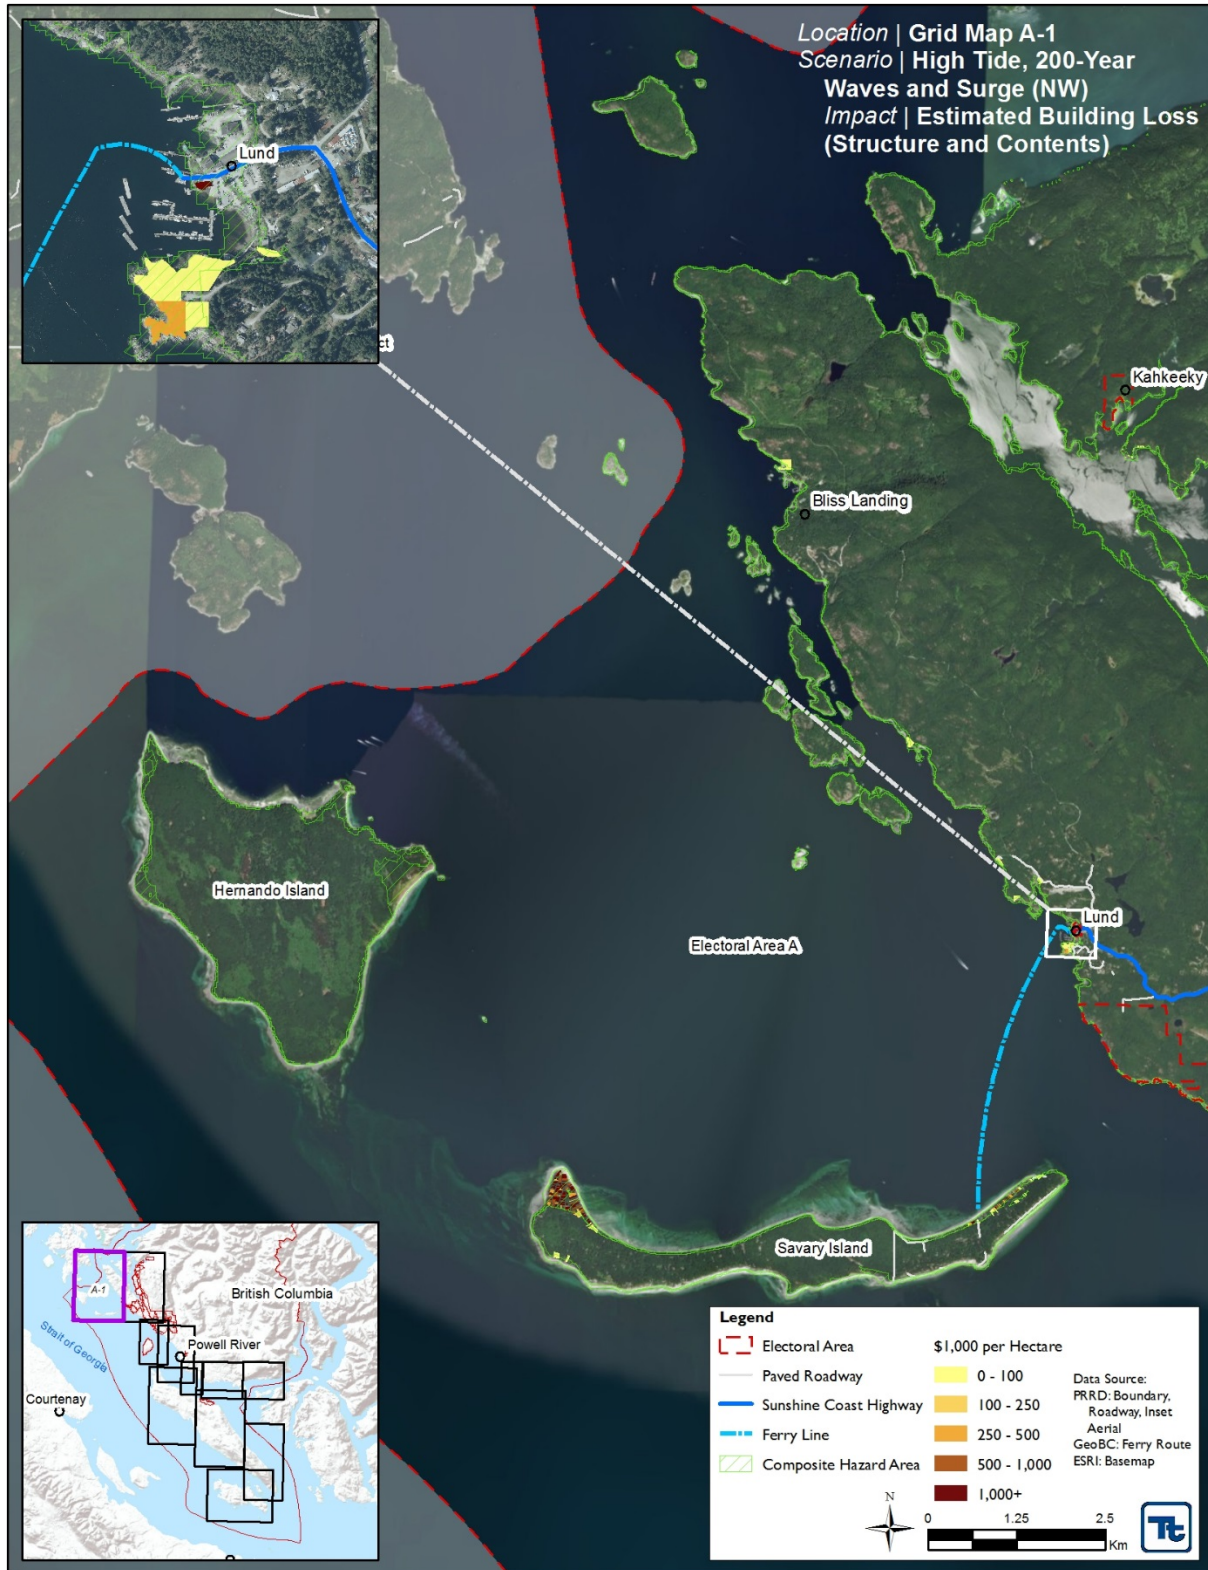 Location | Grid Map A-1
Scenario | High Tide, 200-Year
Waves and Surge (NW)
Impact | Estimated Building Loss
(Structure and Contents)
Lund
ct
Kahkeeky
Bliss Landing
Hernando Island
Electoral Area A
Lund
Savary Island
A-1
British Columbia
Strait of Georgia
Powell River
Courtenay
Legend
Electoral Area
Paved Roadway
Sunshine Coast Highway
Ferry Line
Composite Hazard Area
$1,000 per Hectare
0 - 100
100 - 250
250 - 500
500 - 1,000
1,000+
Data Source:
PRRD: Boundary,
Roadway, Inset
Aerial
GeoBC: Ferry Route
ESRI: Basemap
N
0 1.25 2.5
Km
Tt